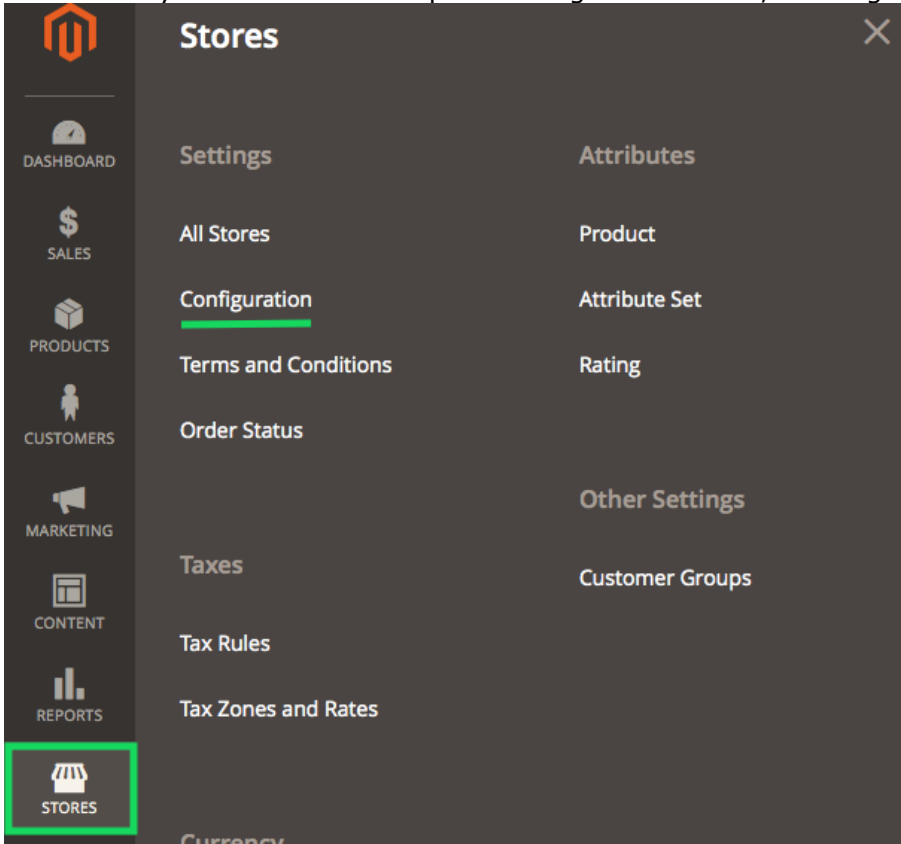 Stores
DASHBOARD
SALES
PRODUCTS
CUSTOMERS
MARKETING
CONTENT
REPORTS
STORES
Settings
All Stores
Configuration
Terms and Conditions
Order Status
Taxes
Tax Rules
Tax Zones and Rates
Currency
Attributes
Product
Attribute Set
Rating
Other Settings
Customer Groups